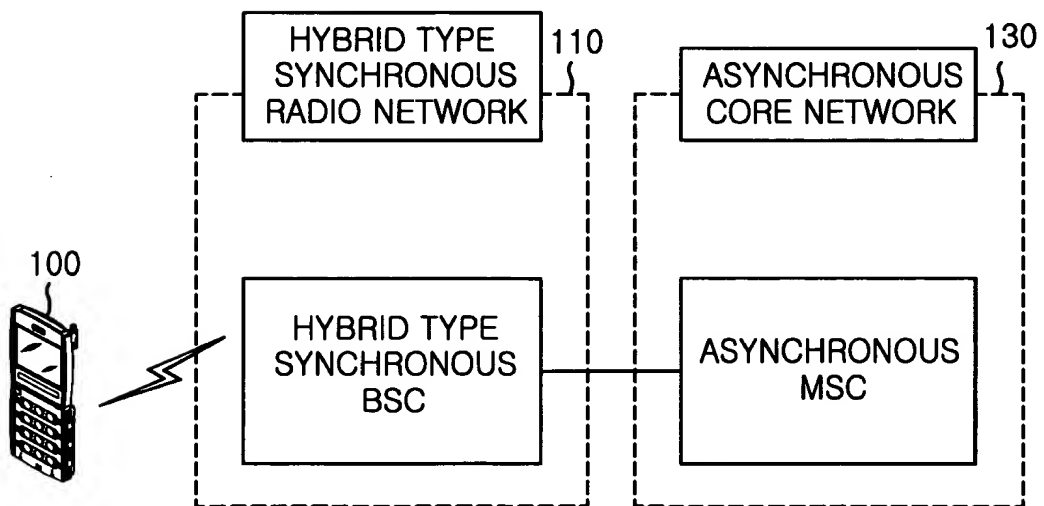 HYBRID TYPE
SYNCHRONOUS
RADIO NETWORK
110
ASYNCHRONOUS
CORE NETWORK
130
100
HYBRID TYPE
SYNCHRONOUS
BSC
ASYNCHRONOUS
MSC